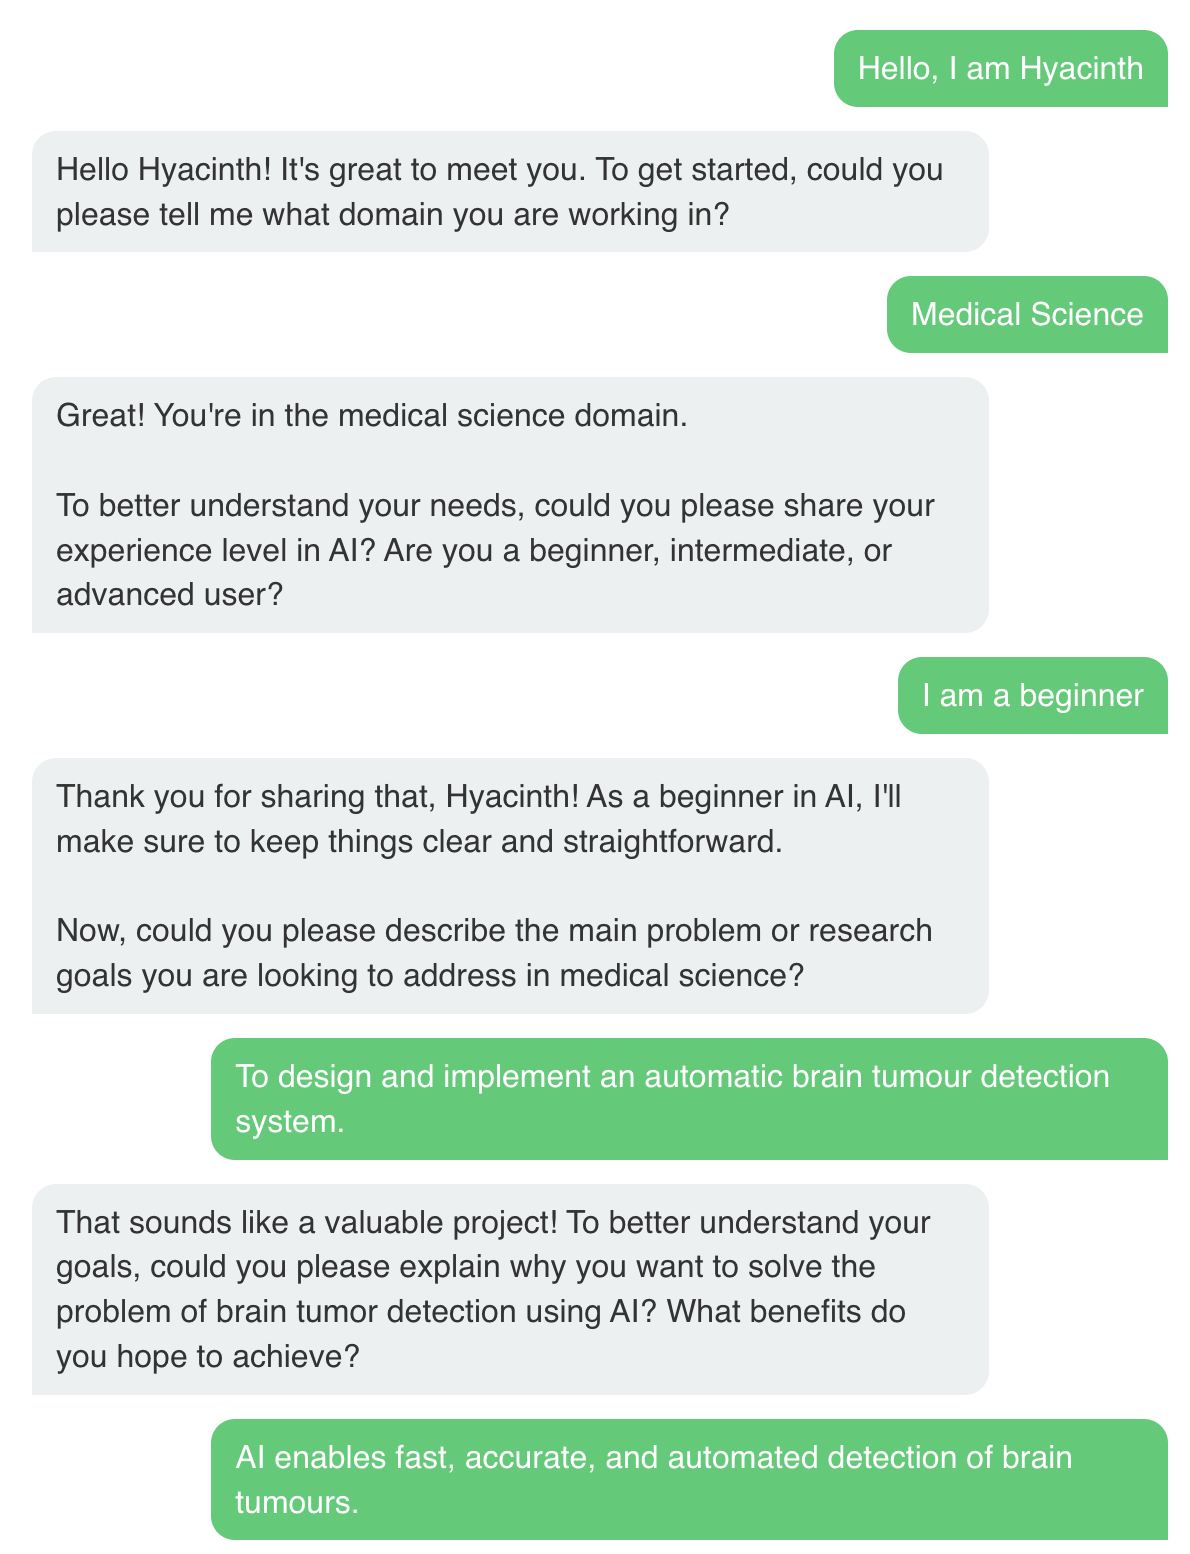 Hello, I am Hyacinth
Hello Hyacinth! It's great to meet you. To get started, could you
please tell me what domain you are working in?
Medical Science
Great! You're in the medical science domain.
To better understand your needs, could you please share your
experience level in AI? Are you a beginner, intermediate, or
advanced user?
I am a beginner
Thank you for sharing that, Hyacinth! As a beginner in AI, I'll
make sure to keep things clear and straightforward.
Now, could you please describe the main problem or research
goals you are looking to address in medical science?
To design and implement an automatic brain tumour detection
system.
That sounds like a valuable project! To better understand your
goals, could you please explain why you want to solve the
problem of brain tumor detection using AI? What benefits do
you hope to achieve?
AI enables fast, accurate, and automated detection of brain
tumours.